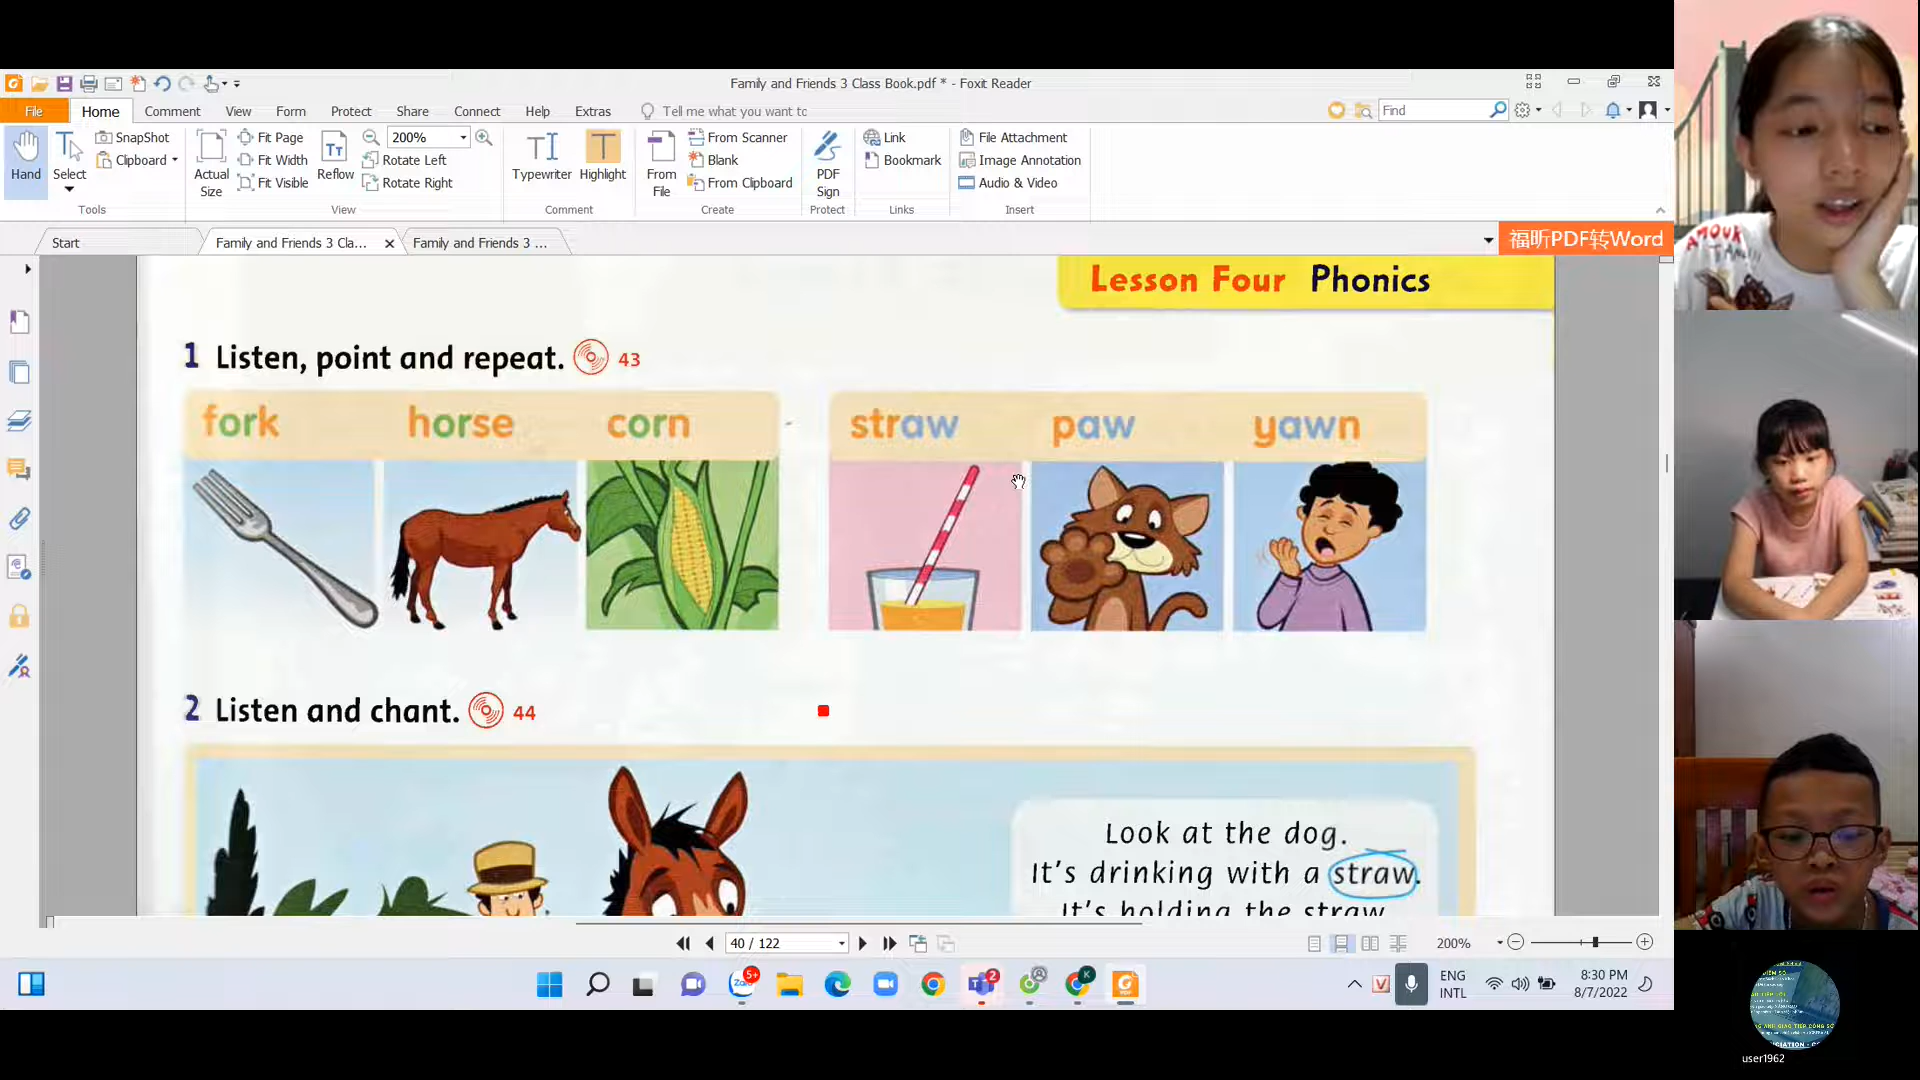 Family and Friends 3 Class Book.pdf * - Foxit Reader
File Home Comment View Form Protect Share Connect Help Extras Tell me what you want to Find
Hand
Select
SnapShot
Clipboard
Tools
Actual Size
Fit Page
Fit Width
Fit Visible
Reflow
200%
Rotate Left
Rotate Right
View
Typewriter
Highlight
Comment
From File
From Scanner
Blank
From Clipboard
Create
PDF Sign
Protect
Link
Bookmark
Links
File Attachment
Image Annotation
Audio & Video
Insert
Start
Family and Friends 3 Cla...
Family and Friends 3 ...
福昕PDF转Word
Lesson Four Phonics
1 Listen, point and repeat. 43
fork horse corn straw paw yawn
2 Listen and chant. 44
Look at the dog.
It's drinking with a straw.
It's holding the straw
40 / 122
200%
5+
2
K
ENG
INTL
8:30 PM
8/7/2022
user1962